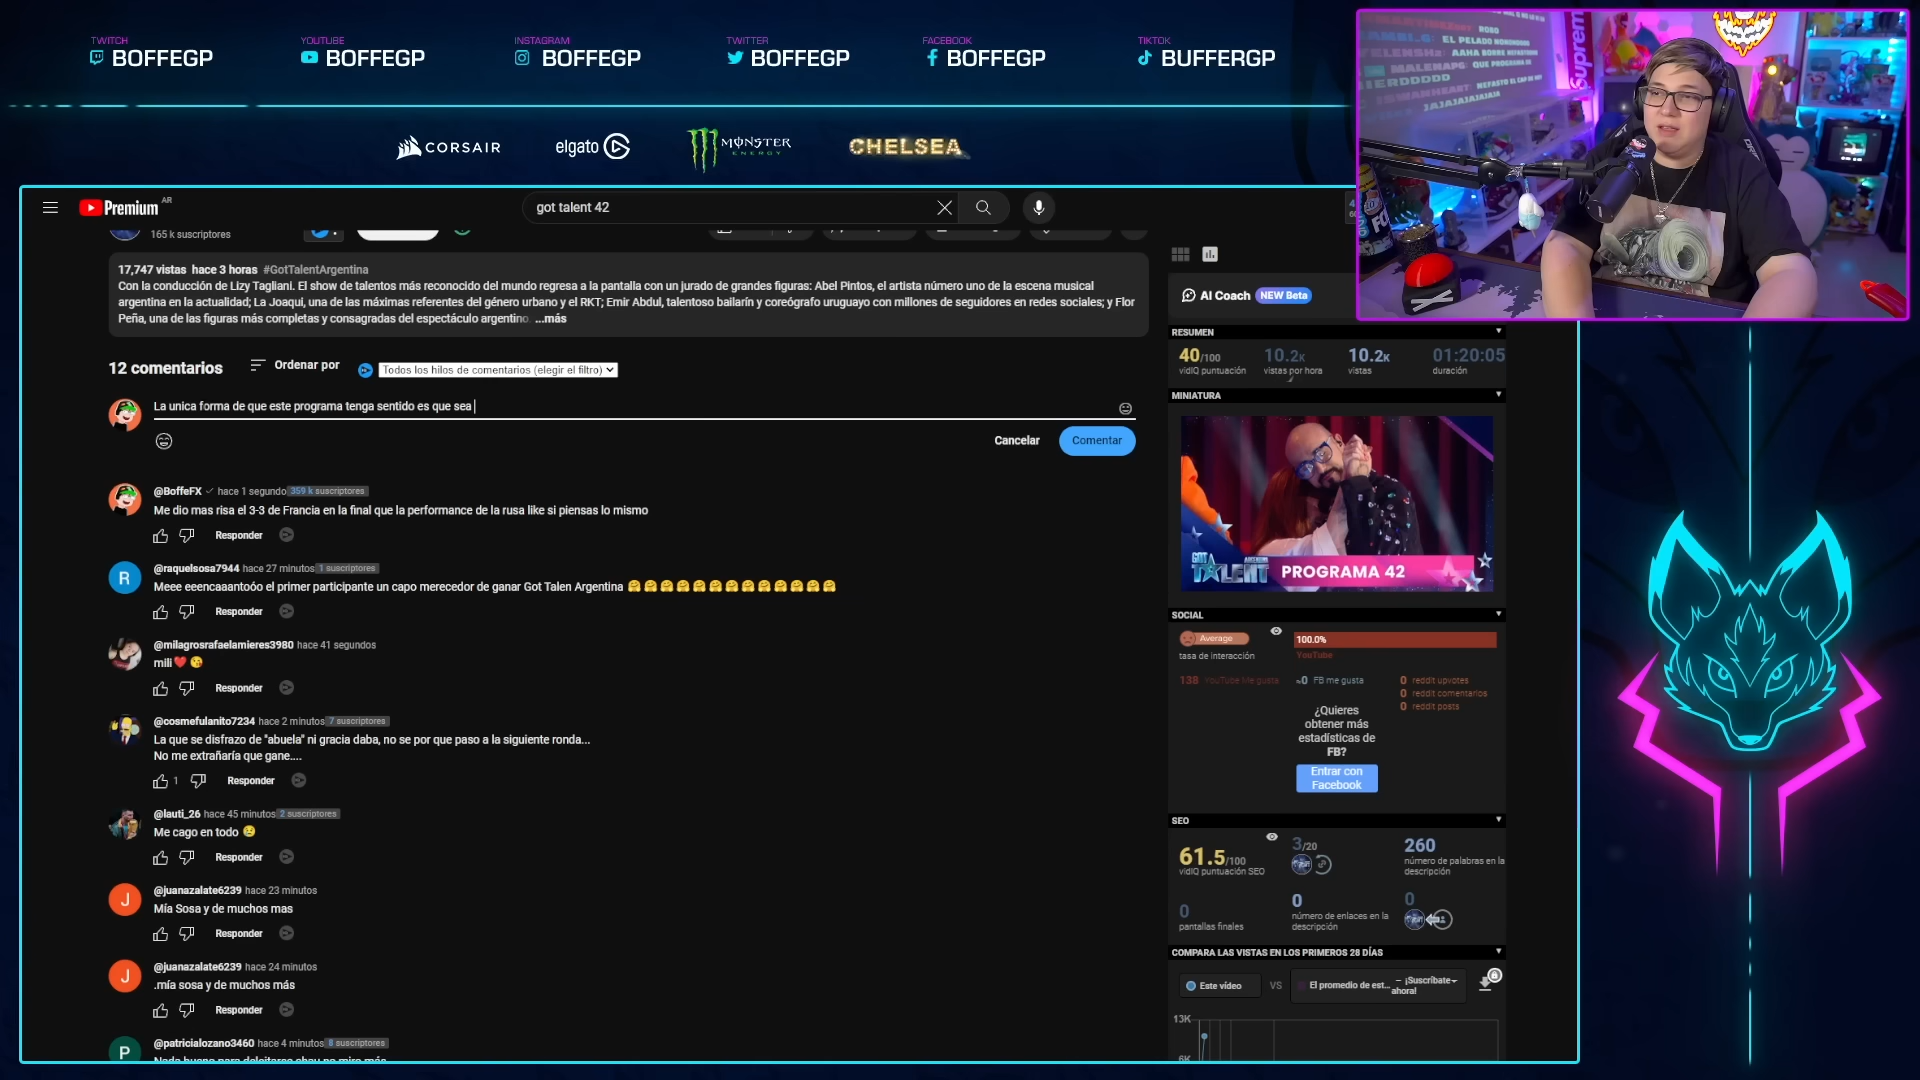 TWITCH
BOFFEGP
YOUTUBE
BOFFEGP
INSTAGRAM
BOFFEGP
TWITTER
BOFFEGP
FACEBOOK
BOFFEGP
TIKTOK
BUFFERGP
CORSAIR
elgato
MONSTER
ENERGY
CHELSEA
Supreme
EL PELADO
MALENAPG: QUE PROGRAMA DE
JAJAJAJAJAJA
Premium AR
got talent 42
165 k suscriptores
17,747 vistas hace 3 horas #GotTalentArgentina
Con la conducción de Lizy Tagliani. El show de talentos más reconocido del mundo regresa a la pantalla con un jurado de grandes figuras: Abel Pintos, el artista número uno de la escena musical
argentina en la actualidad; La Joaqui, una de las máximas referentes del género urbano y el RKT; Emir Abdul, talentoso bailarín y coreógrafo uruguayo con millones de seguidores en redes sociales; y Flor
Peña, una de las figuras más completas y consagradas del espectáculo argentino. ...más
12 comentarios
Ordenar por
Todos los hilos de comentarios (elegir el filtro)
La unica forma de que este programa tenga sentido es que sea
Cancelar
Comentar
@BoffeFX hace 1 segundo 359 k suscriptores
Me dio mas risa el 3-3 de Francia en la final que la performance de la rusa like si piensas lo mismo
Responder
R
@raquelsosa7944 hace 27 minutos 1 suscriptores
Meee eeencaaantoóo el primer participante un capo merecedor de ganar Got Talen Argentina 🤗🤗🤗🤗🤗🤗🤗🤗🤗🤗🤗🤗🤗
Responder
@milagrosrafaelamieres3980 hace 41 segundos
mili❤️ 😘
Responder
@cosmefulanito7234 hace 2 minutos 7 suscriptores
La que se disfrazo de "abuela" ni gracia daba, no se por que paso a la siguiente ronda...
No me extrañaría que gane....
1
Responder
@lauti_26 hace 45 minutos 2 suscriptores
Me cago en todo 😢
Responder
J
@juanazalate6239 hace 23 minutos
Mía Sosa y de muchos mas
Responder
J
@juanazalate6239 hace 24 minutos
.mía sosa y de muchos más
Responder
P
@patricialozano3460 hace 4 minutos 8 suscriptores
AI Coach NEW Beta
RESUMEN
40/100
vidIQ puntuación
10.2K
vistas por hora
10.2K
vistas
01:20:05
duración
MINIATURA
GOT TALENT ARGENTINA
PROGRAMA 42
SOCIAL
Average
tasa de interacción
100.0%
YouTube
138 YouTube Me gusta
≈0 FB me gusta
0 reddit upvotes
0 reddit comentarios
0 reddit posts
¿Quieres
obtener más
estadísticas de
FB?
Entrar con
Facebook
SEO
61.5/100
vidIQ puntuación SEO
3/20
260
número de palabras en la
descripción
0
pantallas finales
0
número de enlaces en la
descripción
0
COMPARA LAS VISTAS EN LOS PRIMEROS 28 DÍAS
Este vídeo
VS
El promedio de est...
– ¡Suscríbate
ahora!
13K
6K